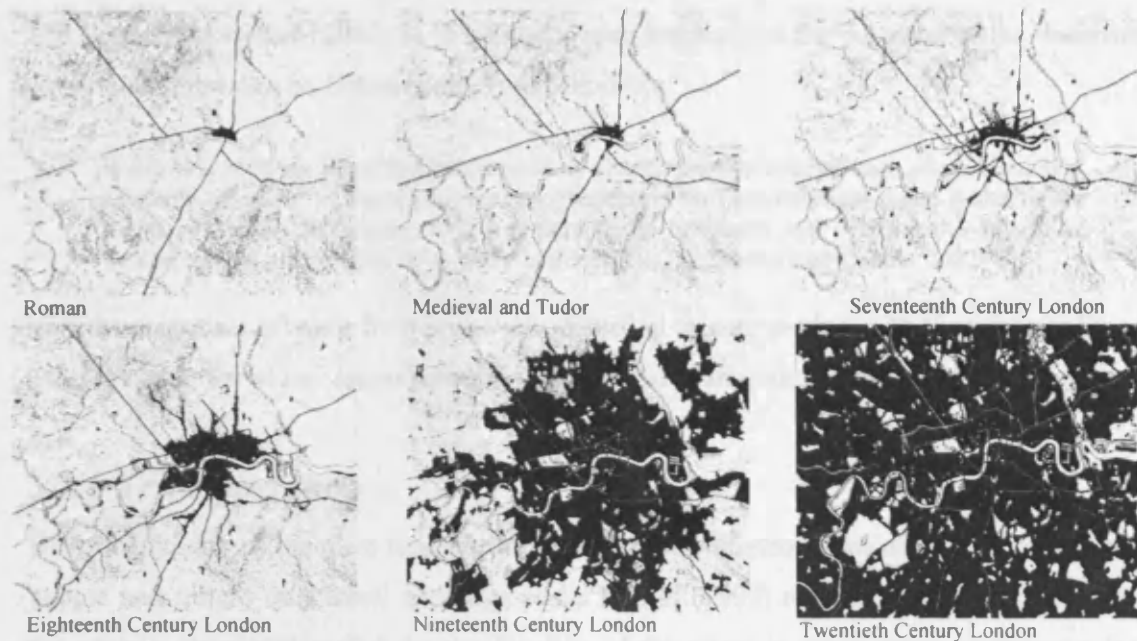 Roman
Medieval and Tudor
Seventeenth Century London
Eighteenth Century London
Nineteenth Century London
Twentieth Century London